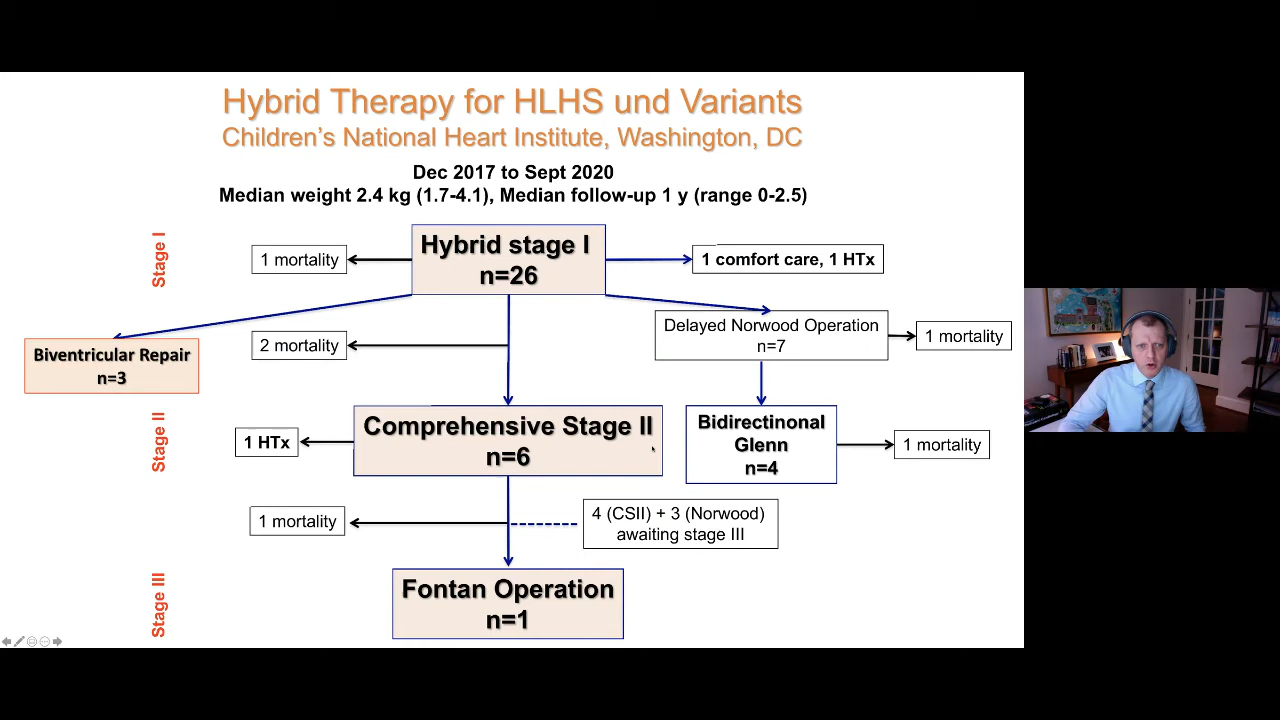 Hybrid Therapy for HLHS und Variants
Children's National Heart Institute, Washington, DC
Dec 2017 to Sept 2020
Median weight 2.4 kg (1.7-4.1), Median follow-up 1 y (range 0-2.5)
Stage I
1 mortality
Hybrid stage I
n=26
1 comfort care, 1 HTx
Biventricular Repair
n=3
2 mortality
Delayed Norwood Operation
n=7
1 mortality
Stage II
1 HTx
Comprehensive Stage II
n=6
Bidirectinonal
Glenn
n=4
1 mortality
1 mortality
4 (CSII) + 3 (Norwood)
awaiting stage III
Stage III
Fontan Operation
n=1